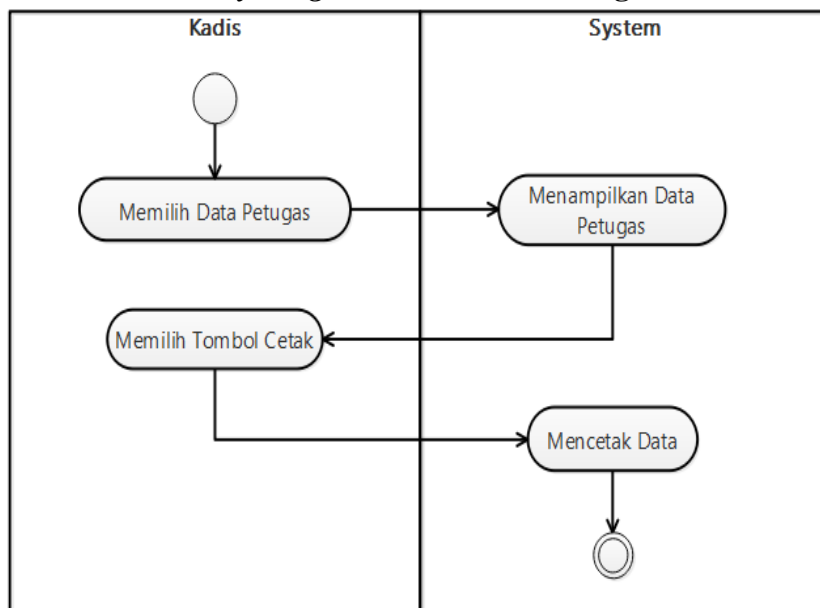 Kadis
System
Memilih Data Petugas
Menampilkan Data
Petugas
Memilih Tombol Cetak
Mencetak Data